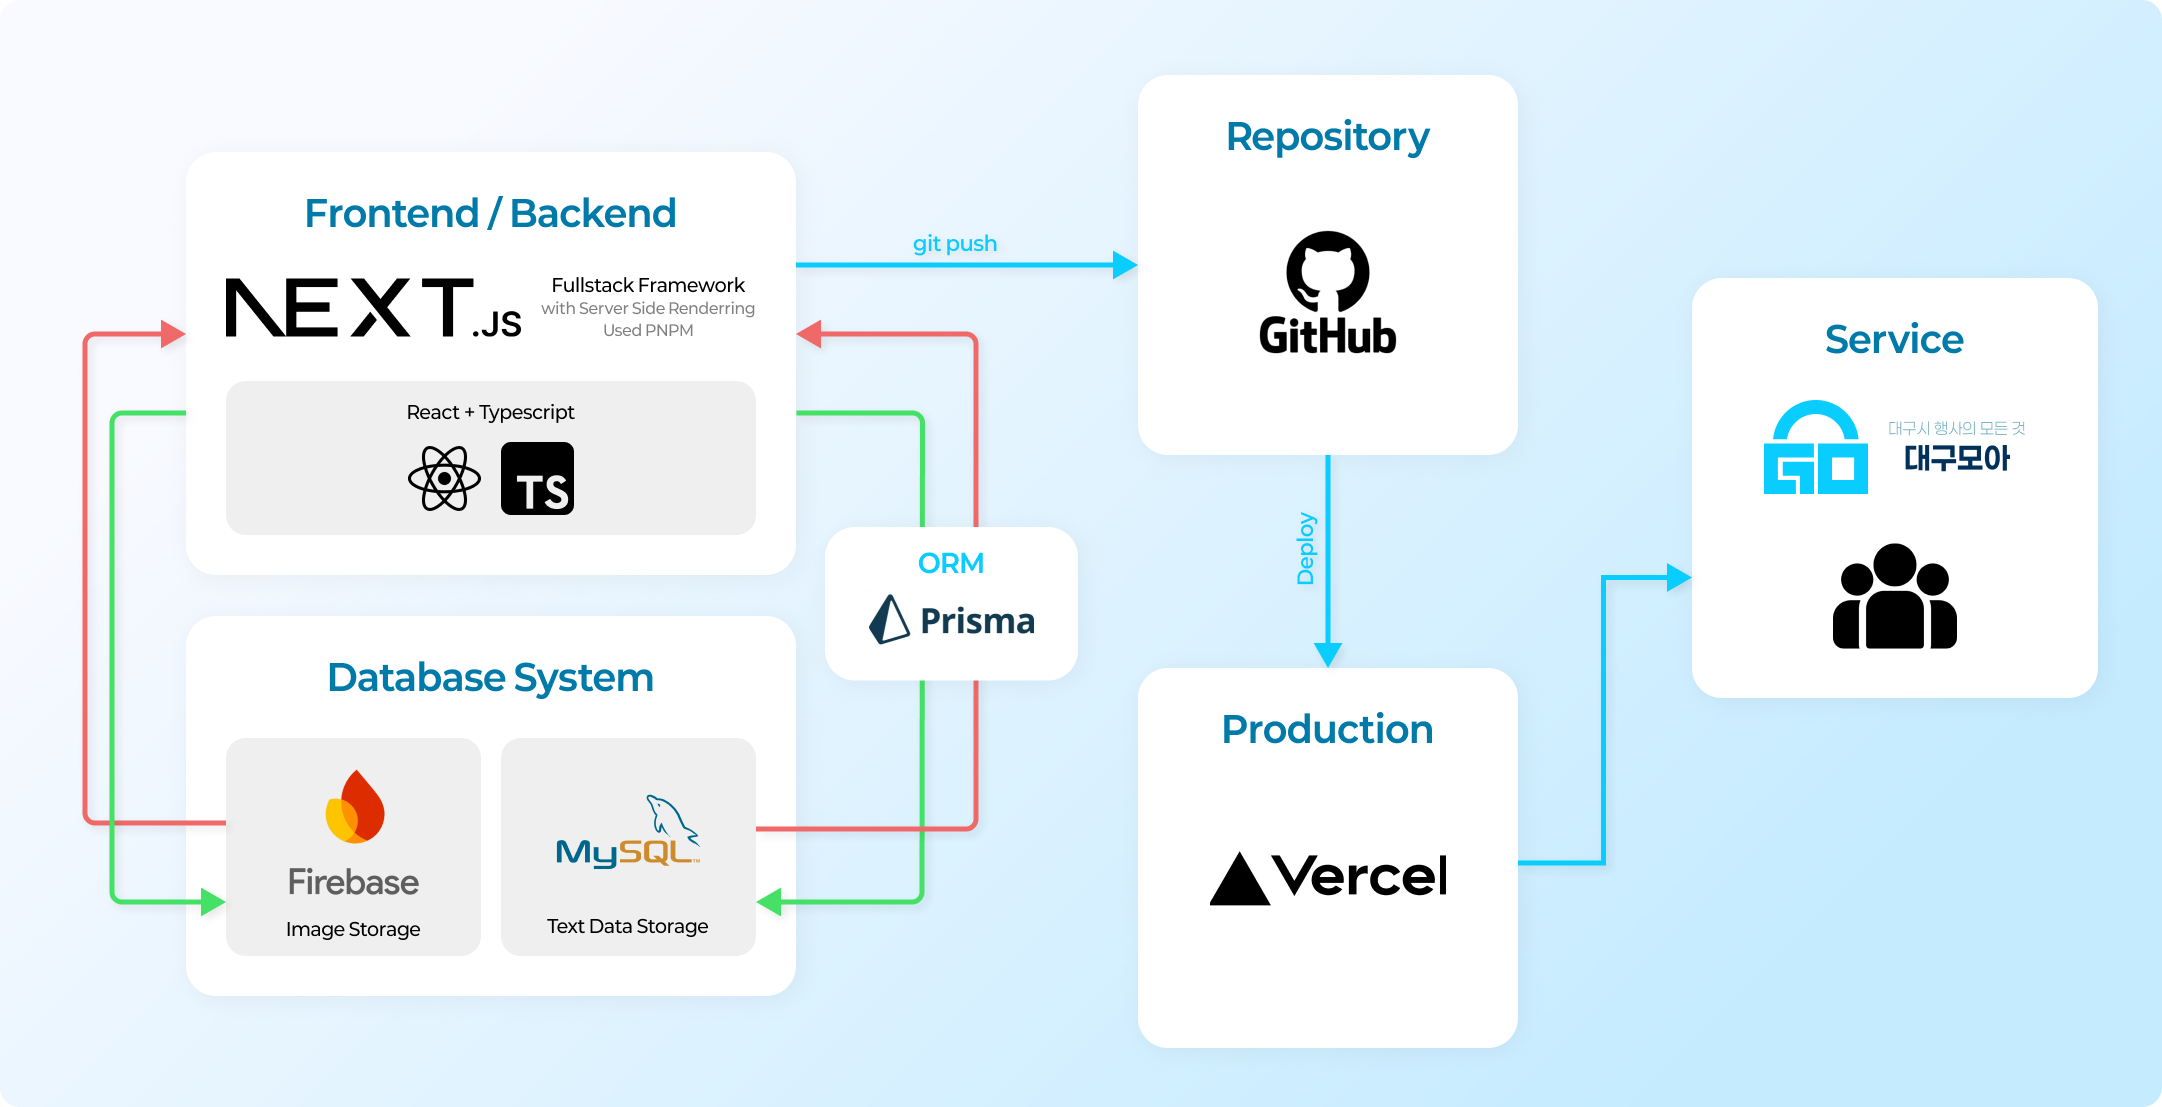 Frontend / Backend
NEXT.JS
Fullstack Framework
with Server Side Renderring
Used PNPM
React + Typescript
TS
Database System
Firebase
Image Storage
MySQL™
Text Data Storage
ORM
Prisma
git push
Repository
GitHub
Deploy
Production
Vercel
Service
대구시 행사의 모든 것
대구모아